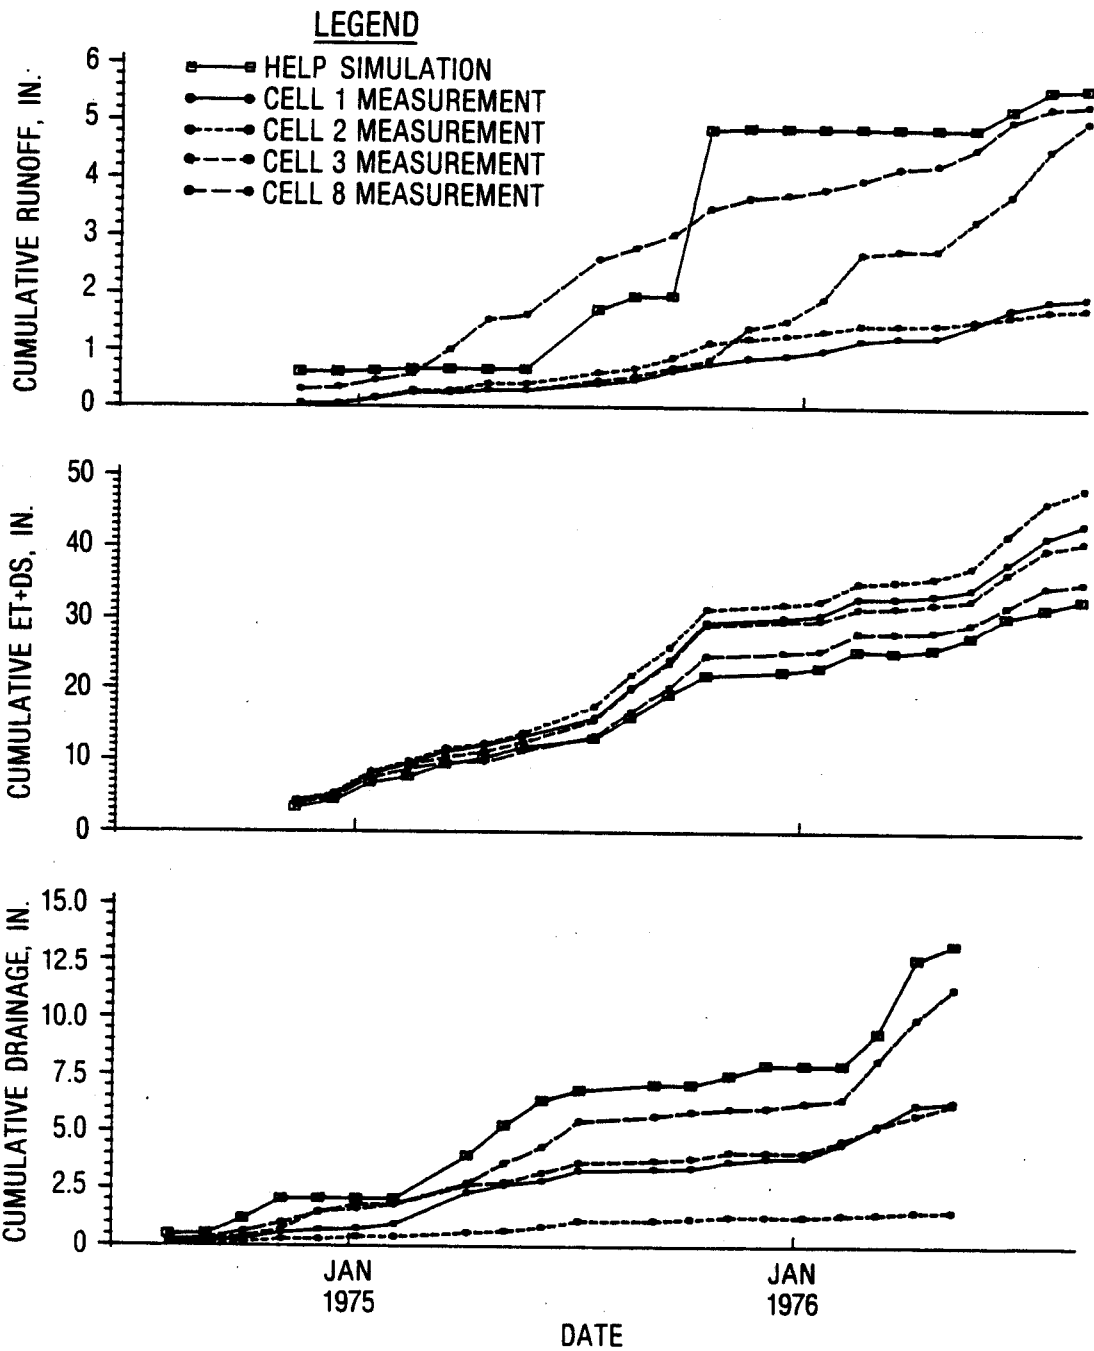 LEGEND
HELP SIMULATION
CELL 1 MEASUREMENT
CELL 2 MEASUREMENT
CELL 3 MEASUREMENT
CELL 8 MEASUREMENT
CUMULATIVE RUNOFF, IN.
6
5
4
3
2
1
0
CUMULATIVE ET+DS, IN.
50
40
30
20
10
0
CUMULATIVE DRAINAGE, IN.
15.0
12.5
10.0
7.5
5.0
2.5
0
JAN
1975
JAN
1976
DATE